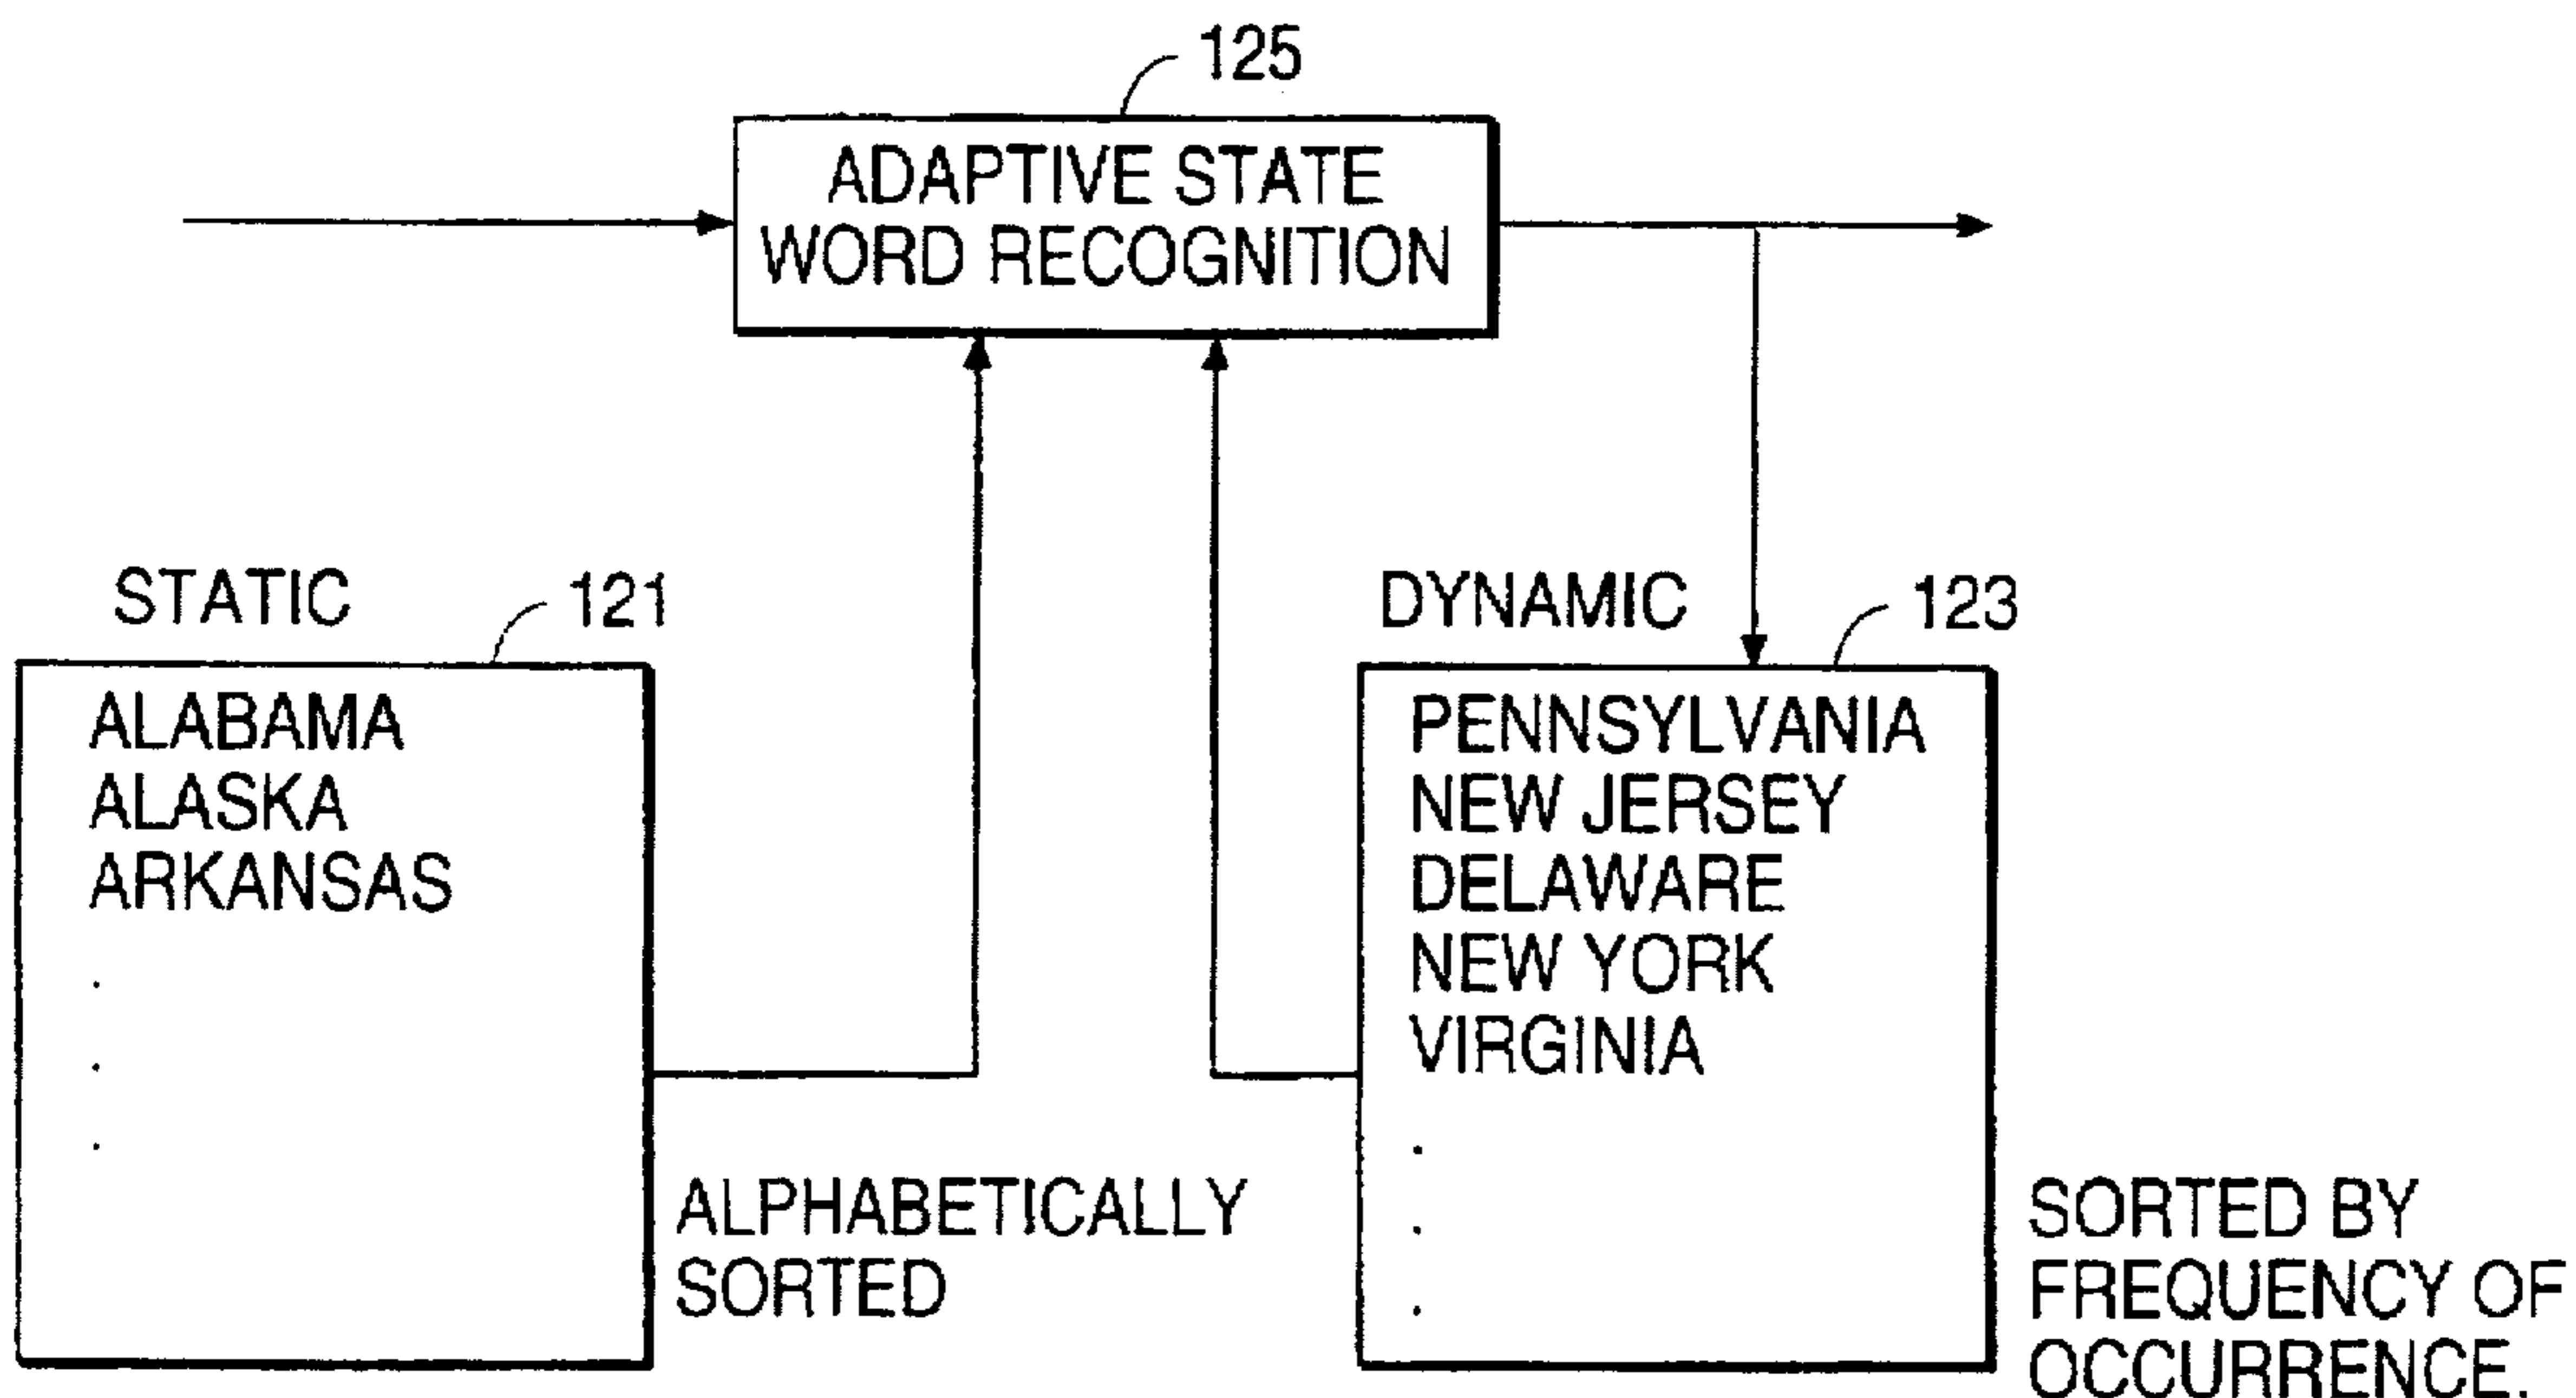 125
ADAPTIVE STATE
WORD RECOGNITION
STATIC
121
ALABAMA
ALASKA
ARKANSAS
.
.
.
ALPHABETICALLY
SORTED
DYNAMIC
123
PENNSYLVANIA
NEW JERSEY
DELAWARE
NEW YORK
VIRGINIA
.
.
.
SORTED BY
FREQUENCY OF
OCCURRENCE.